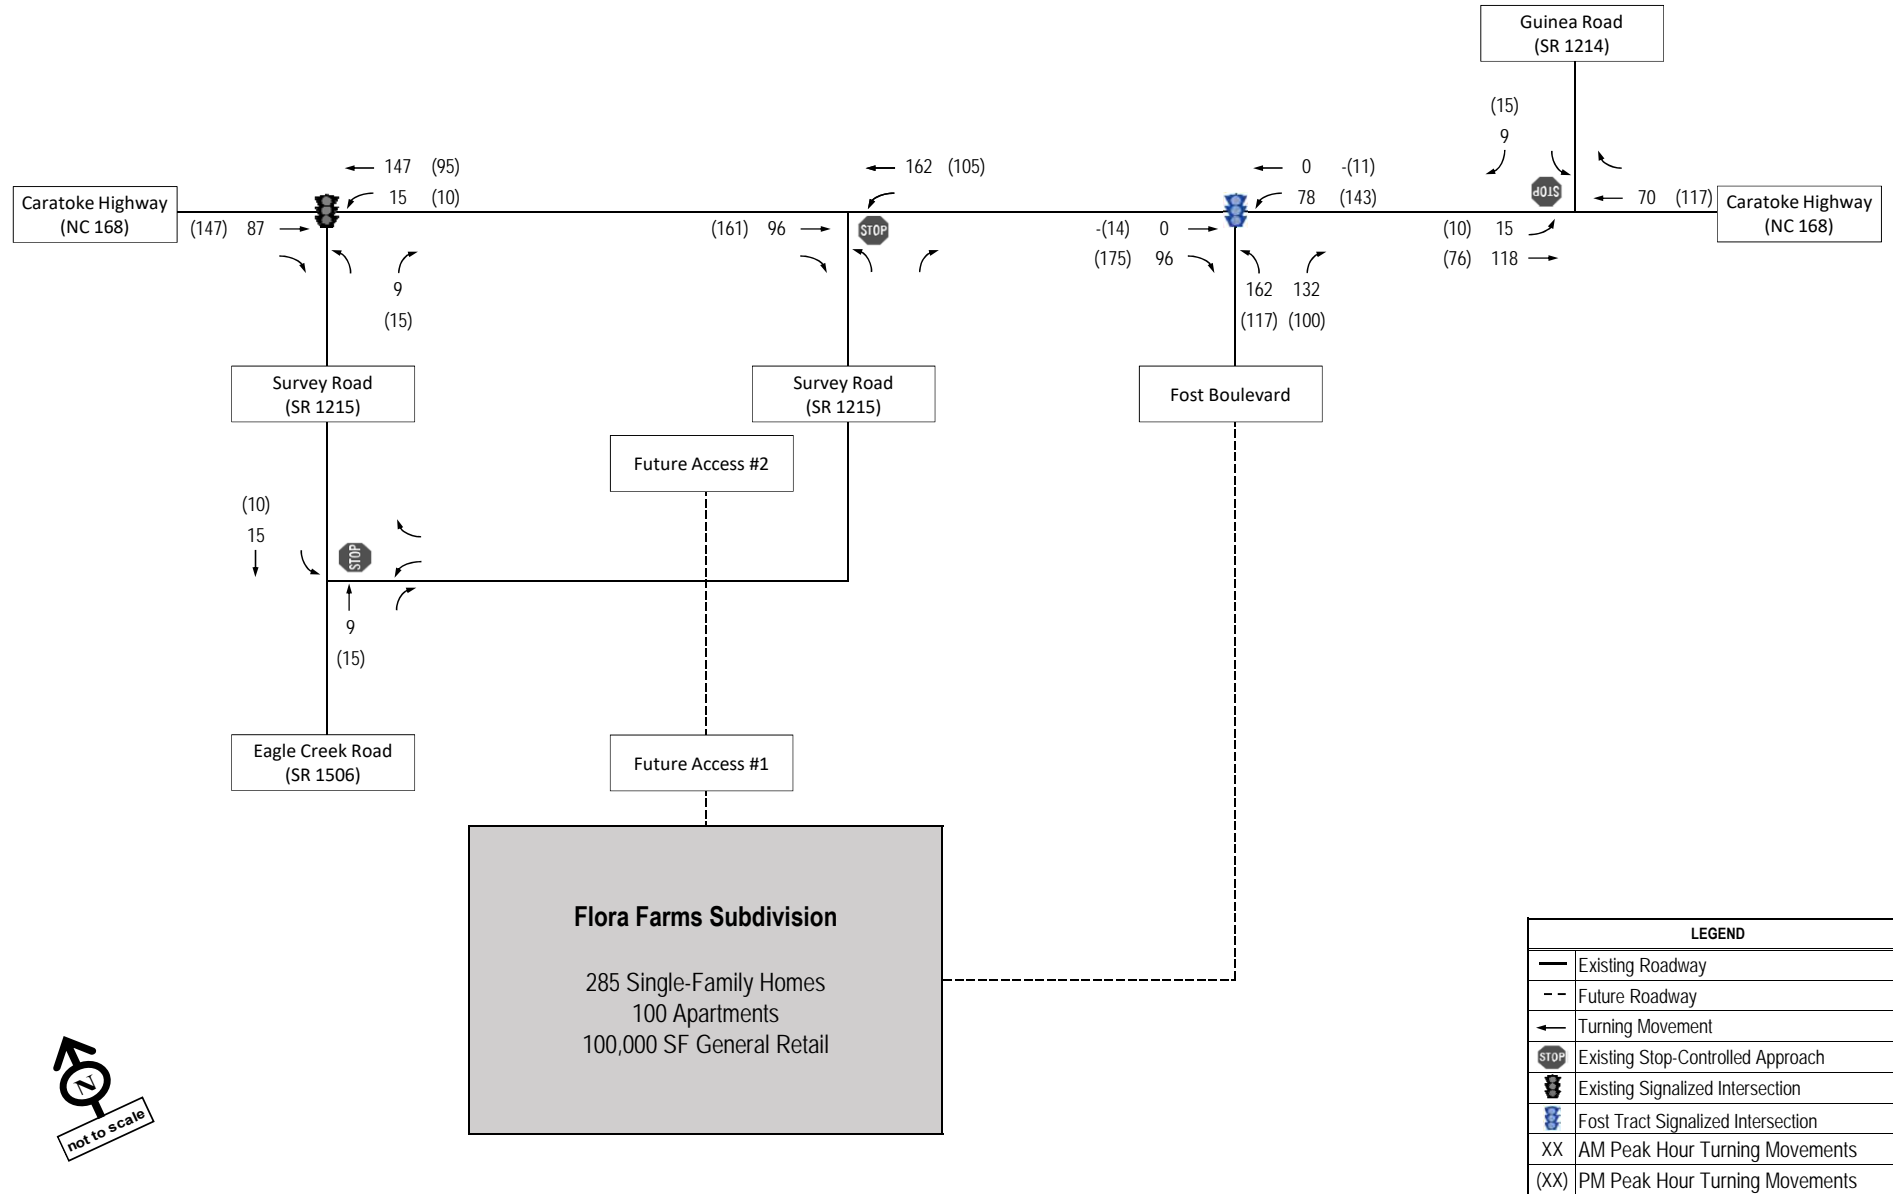 Guinea Road
(SR 1214)
(15)
9
147 (95)
15 (10)
162 (105)
0 -(11)
78 (143)
STOP
70 (117)
Caratoke Highway
(NC 168)
(147) 87
(161) 96
STOP
-(14) 0
(175) 96
(10) 15
(76) 118
Caratoke Highway
(NC 168)
9
(15)
162 132
(117) (100)
Survey Road
(SR 1215)
Survey Road
(SR 1215)
Fost Boulevard
Future Access #2
(10)
15
STOP
9
(15)
Eagle Creek Road
(SR 1506)
Future Access #1
Flora Farms Subdivision
285 Single-Family Homes
100 Apartments
100,000 SF General Retail
N
not to scale
LEGEND
Existing Roadway
Future Roadway
Turning Movement
STOP Existing Stop-Controlled Approach
Existing Signalized Intersection
Fost Tract Signalized Intersection
XX AM Peak Hour Turning Movements
(XX) PM Peak Hour Turning Movements